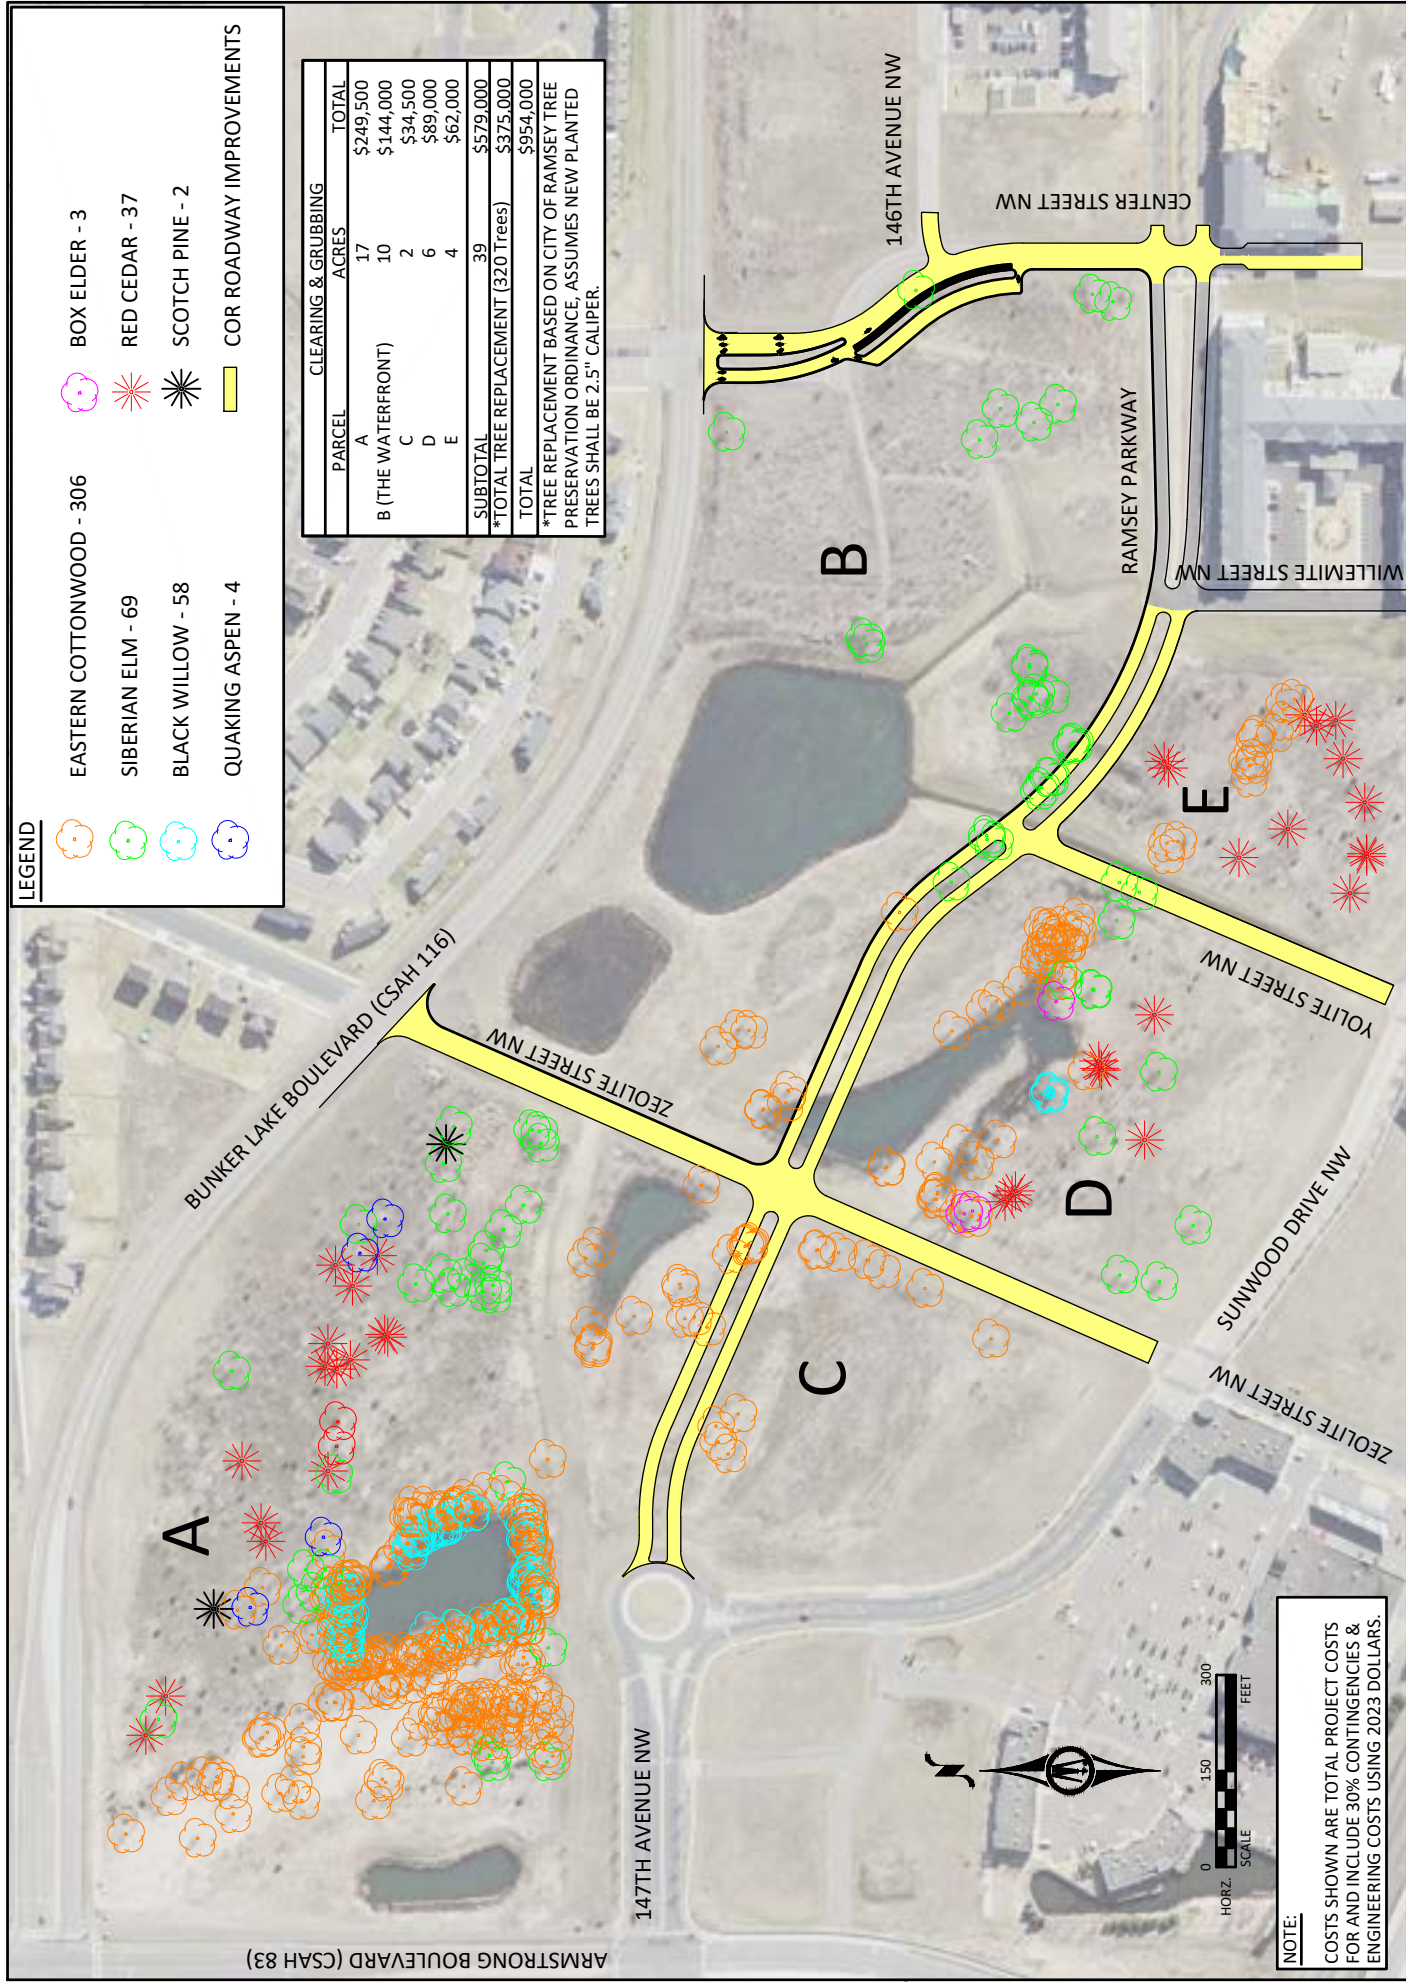 LEGEND
EASTERN COTTONWOOD - 306
SIBERIAN ELM - 69
BLACK WILLOW - 58
QUAKING ASPEN - 4
BOX ELDER - 3
RED CEDAR - 37
SCOTCH PINE - 2
COR ROADWAY IMPROVEMENTS
CLEARING & GRUBBING
PARCEL ACRES TOTAL
A 17 $249,500
B (THE WATERFRONT) 10 $144,000
C 2 $34,500
D 6 $89,000
E 4 $62,000
SUBTOTAL 39 $579,000
*TOTAL TREE REPLACEMENT (320 Trees) $375,000
TOTAL $954,000
*TREE REPLACEMENT BASED ON CITY OF RAMSEY TREE
PRESERVATION ORDINANCE, ASSUMES NEW PLANTED
TREES SHALL BE 2.5" CALIPER.
BUNKER LAKE BOULEVARD (CSAH 116)
ZEOLITE STREET NW
146TH AVENUE NW
CENTER STREET NW
A
B
RAMSEY PARKWAY
WILLEMITE STREET NW
E
C
D
YOLITE STREET NW
SUNWOOD DRIVE NW
ZEOLITE STREET NW
147TH AVENUE NW
ARMSTRONG BOULEVARD (CSAH 83)
N
0 150 300
HORZ. SCALE FEET
NOTE:
COSTS SHOWN ARE TOTAL PROJECT COSTS
FOR AND INCLUDE 30% CONTINGENCIES &
ENGINEERING COSTS USING 2023 DOLLARS.